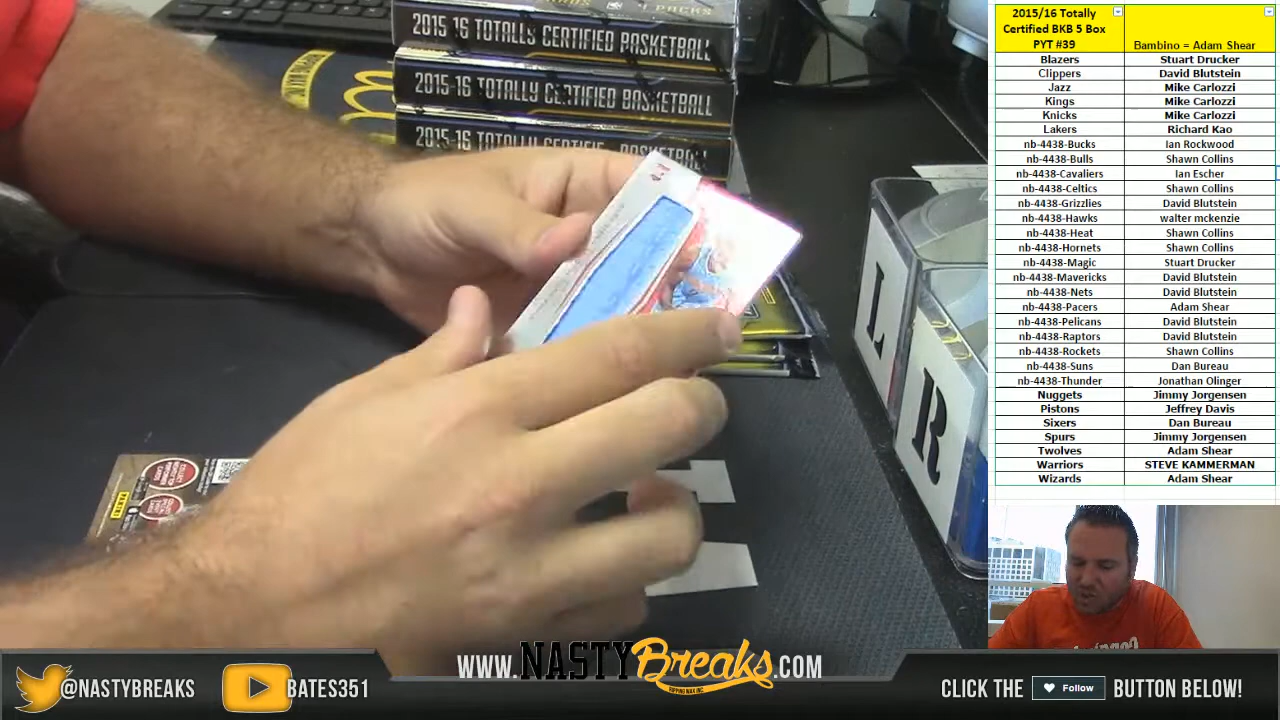 4 PACKS
2015-16 TOTALLY CERTIFIED BASKETBALL
2015-16 TOTALLY CERTIFIED BASKETBALL
2015-16 TOTALLY
L
R
PANINI
2015/16 Totally
Certified BKB 5 Box
PYT #39 Bambino = Adam Shear
Blazers Stuart Drucker
Clippers David Blutstein
Jazz Mike Carlozzi
Kings Mike Carlozzi
Knicks Mike Carlozzi
Lakers Richard Kao
nb-4438-Bucks Ian Rockwood
nb-4438-Bulls Shawn Collins
nb-4438-Cavaliers Ian Escher
nb-4438-Celtics Shawn Collins
nb-4438-Grizzlies David Blutstein
nb-4438-Hawks walter mckenzie
nb-4438-Heat Shawn Collins
nb-4438-Hornets Shawn Collins
nb-4438-Magic Stuart Drucker
nb-4438-Mavericks David Blutstein
nb-4438-Nets David Blutstein
nb-4438-Pacers Adam Shear
nb-4438-Pelicans David Blutstein
nb-4438-Raptors David Blutstein
nb-4438-Rockets Shawn Collins
nb-4438-Suns Dan Bureau
nb-4438-Thunder Jonathan Olinger
Nuggets Jimmy Jorgensen
Pistons Jeffrey Davis
Sixers Dan Bureau
Spurs Jimmy Jorgensen
Twolves Adam Shear
Warriors STEVE KAMMERMAN
Wizards Adam Shear
@NASTYBREAKS
BATES351
WWW.NASTYBreaks.COM
RIPPING WAX INC.
CLICK THE Follow BUTTON BELOW!